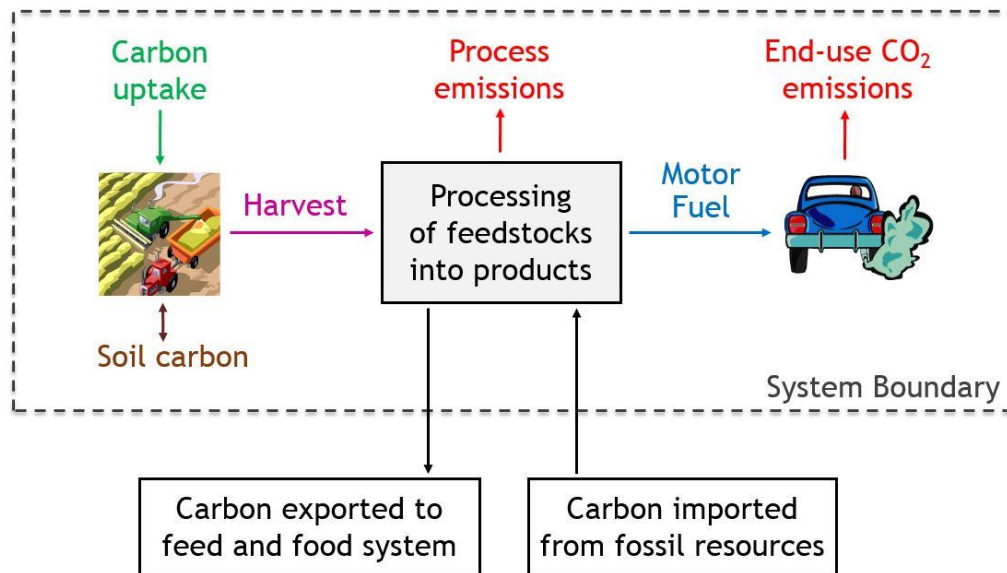 Carbon
uptake
Process
emissions
End-use CO₂
emissions
Harvest
Processing
of feedstocks
into products
Motor
Fuel
Soil carbon
System Boundary
Carbon exported to
feed and food system
Carbon imported
from fossil resources